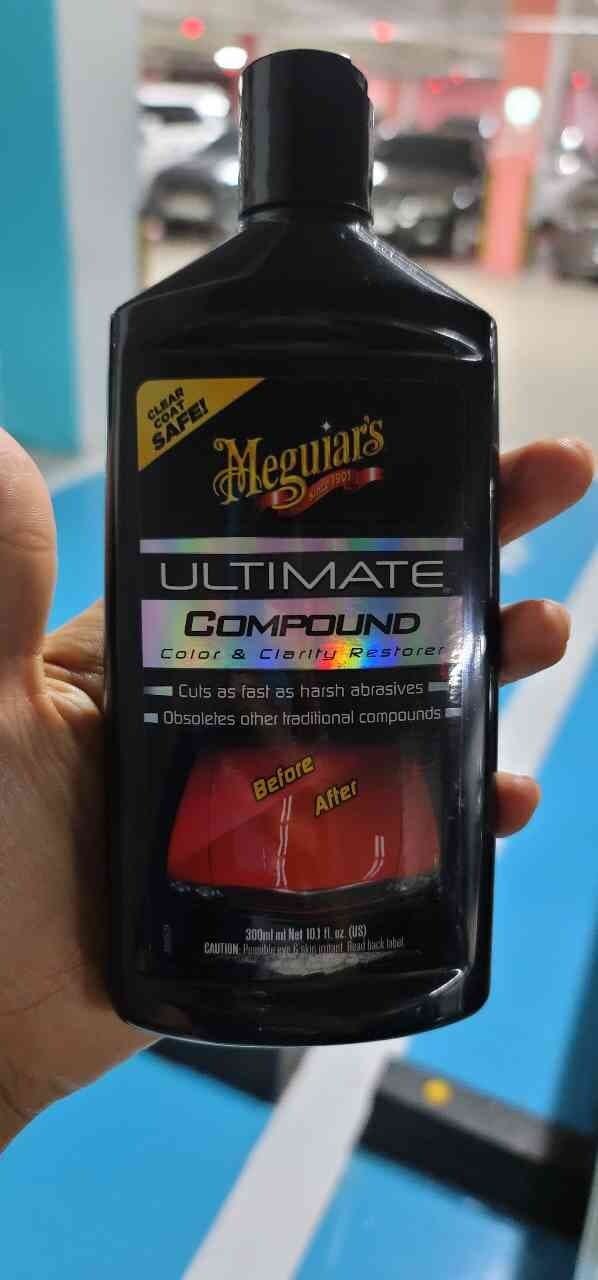 CLEAR
COAT
SAFE!
Meguiar's
since 1901
ULTIMATE
COMPOUND
Color & Clarity Restorer
Cuts as fast as harsh abrasives
Obsoletes other traditional compounds
Before
After
300ml ml Net 10.1 fl. oz. (US)
CAUTION: Possible eye & skin irritant. Read back label.